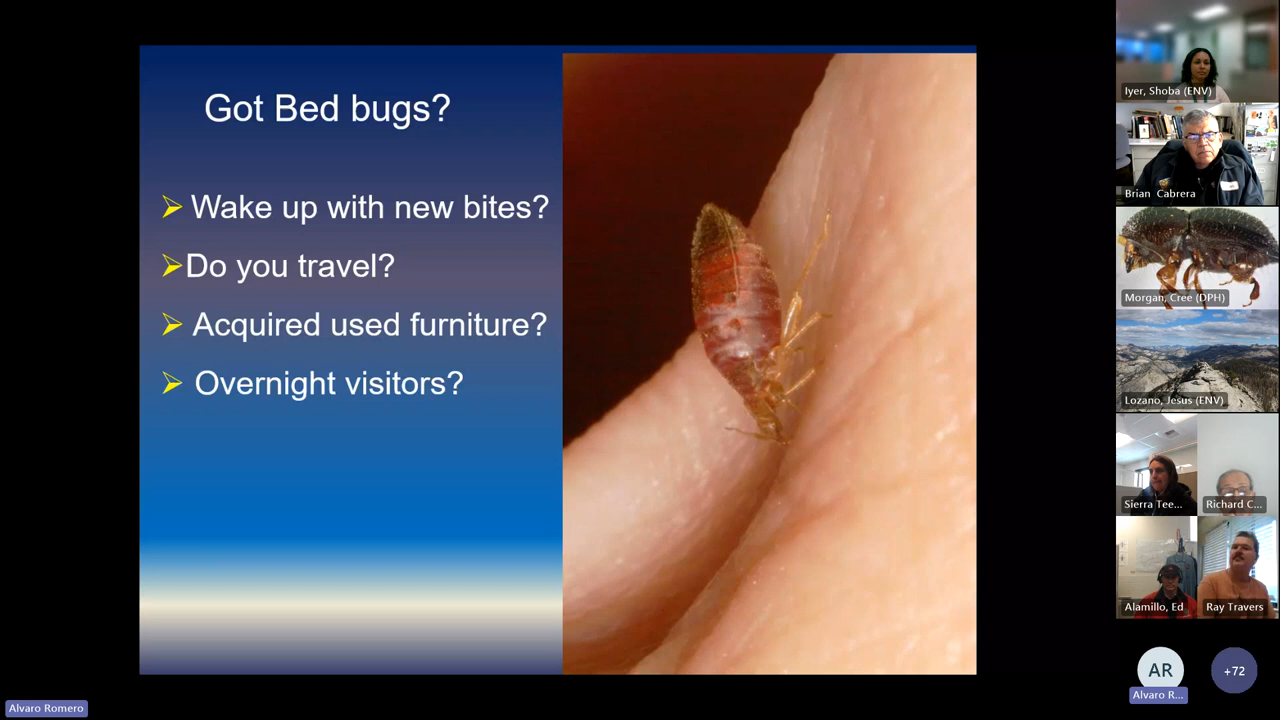 Got Bed bugs?
Wake up with new bites?
Do you travel?
Acquired used furniture?
Overnight visitors?
Iyer, Shoba (ENV)
Brian Cabrera
Morgan, Cree (DPH)
Lozano, Jesus (ENV)
Sierra Tee...
Richard C...
Alamillo, Ed
Ray Travers
AR
+72
Alvaro R...
Alvaro Romero